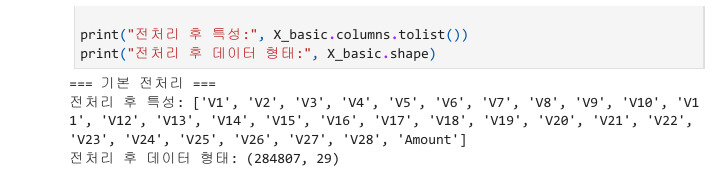 print("전처리 후 특성:", X_basic.columns.tolist())
print("전처리 후 데이터 형태:", X_basic.shape)
=== 기본 전처리 ===
전처리 후 특성: ['V1', 'V2', 'V3', 'V4', 'V5', 'V6', 'V7', 'V8', 'V9', 'V10', 'V1
1', 'V12', 'V13', 'V14', 'V15', 'V16', 'V17', 'V18', 'V19', 'V20', 'V21', 'V22',
'V23', 'V24', 'V25', 'V26', 'V27', 'V28', 'Amount']
전처리 후 데이터 형태: (284807, 29)